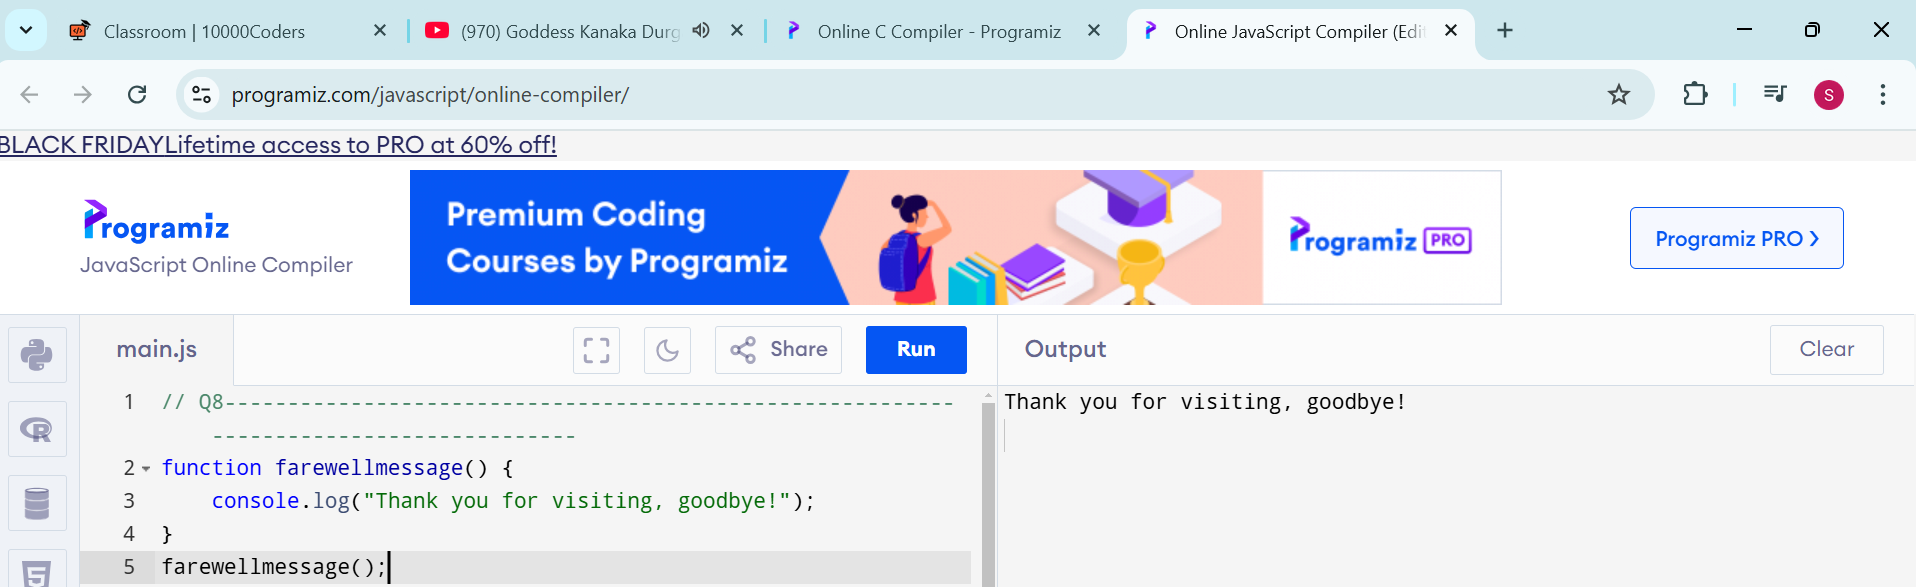 Classroom | 10000Coders
(970) Goddess Kanaka Durg
Online C Compiler - Programiz
Online JavaScript Compiler (Edi
programiz.com/javascript/online-compiler/
S
BLACK FRIDAYLifetime access to PRO at 60% off!
Programiz
JavaScript Online Compiler
Premium Coding
Courses by Programiz
Programiz PRO
Programiz PRO ❯
main.js
Share
Run
Output
Clear
1 // Q8----------------------------------------------------------
-----------------------------
2 function farewellmessage() {
3 console.log("Thank you for visiting, goodbye!");
4 }
5 farewellmessage();
Thank you for visiting, goodbye!